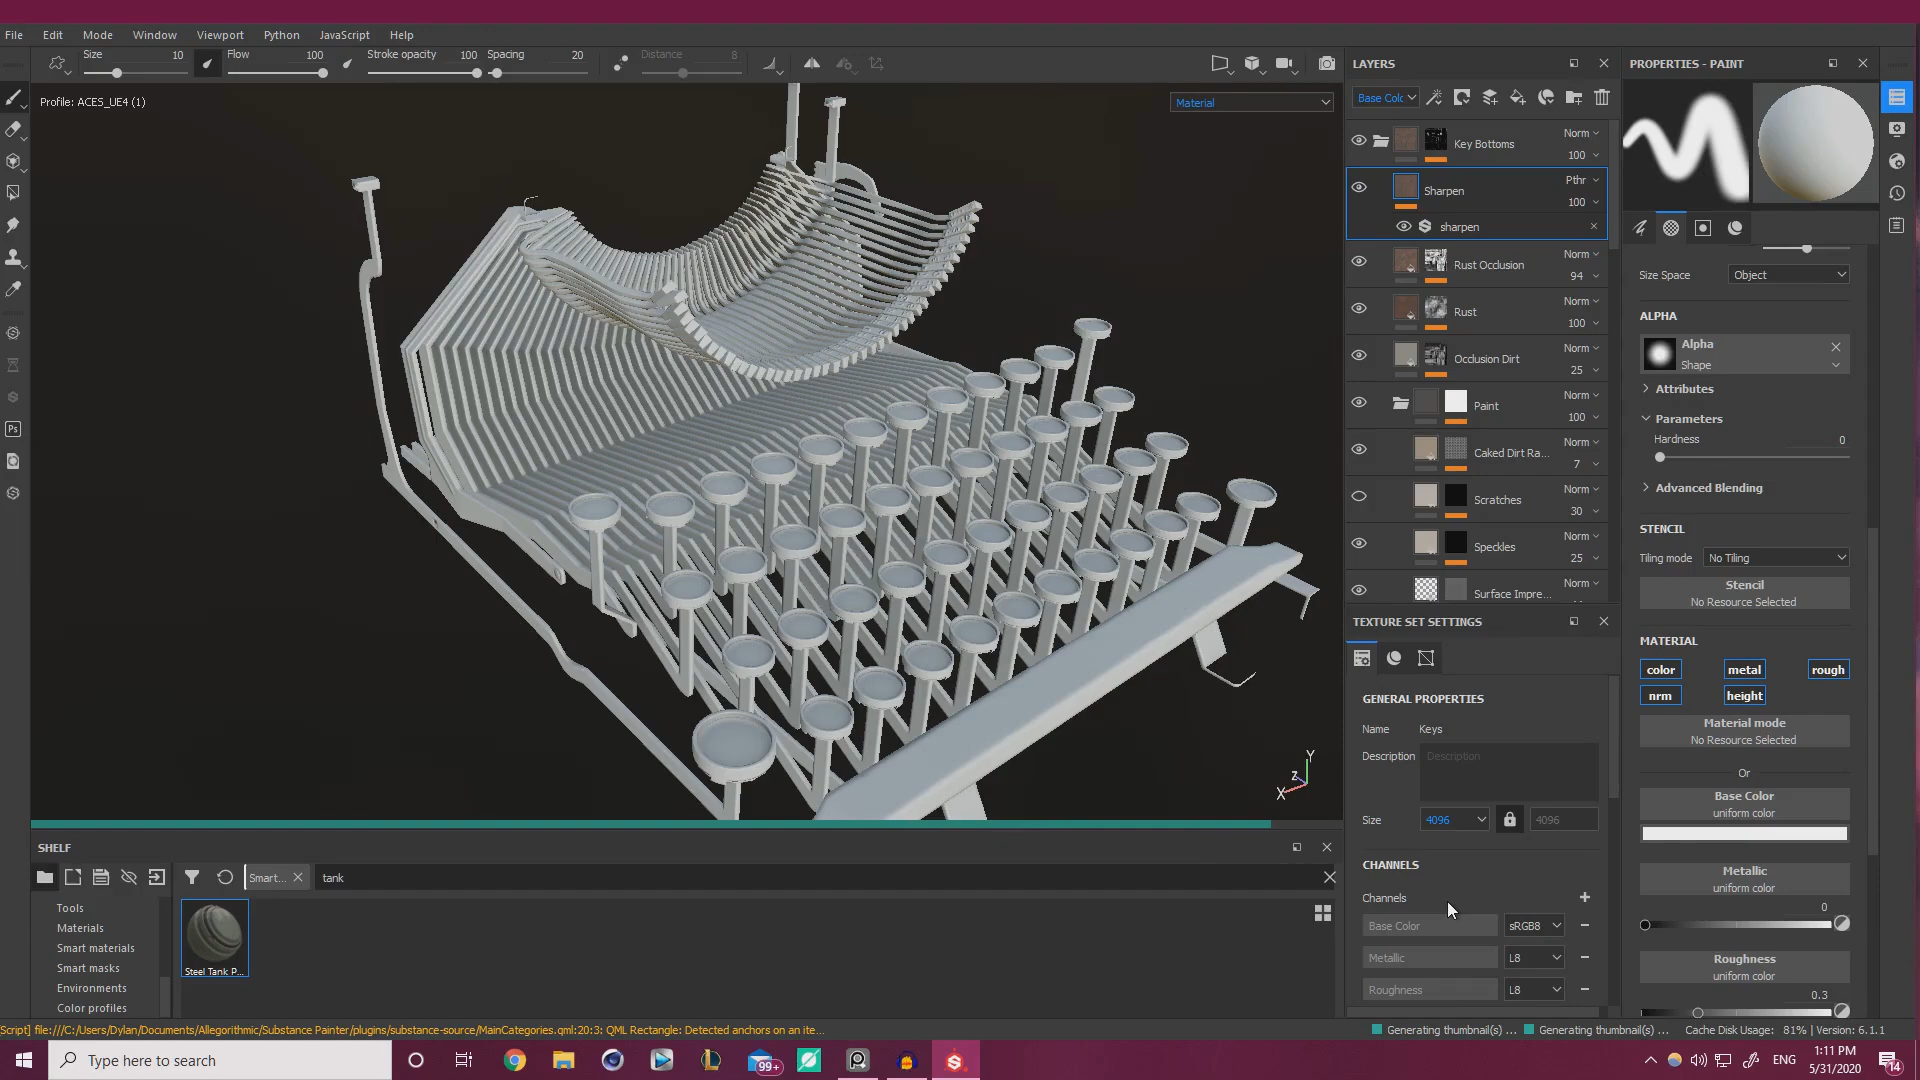 File Edit Mode Window Viewport Python JavaScript Help
Size 10 Flow 100 Stroke opacity 100 Spacing 20 Distance 8
Profile: ACES_UE4 (1)
Material
LAYERS
Base Colo
Key Bottoms Norm 100
Sharpen Pthr 100
sharpen
Rust Occlusion Norm 94
Rust Norm 100
Occlusion Dirt Norm 25
Paint Norm 100
Caked Dirt Ra... Norm 7
Scratches Norm 30
Speckles Norm 25
Surface Impre... Norm
TEXTURE SET SETTINGS
GENERAL PROPERTIES
Name Keys
Description Description
Size 4096 4096
CHANNELS
Channels
Base Color sRGB8
Metallic L8
Roughness L8
PROPERTIES - PAINT
Size Space Object
ALPHA
Alpha
Shape
Attributes
Parameters
Hardness 0
Advanced Blending
STENCIL
Tiling mode No Tiling
Stencil
No Resource Selected
MATERIAL
color metal rough
nrm height
Material mode
No Resource Selected
Or
Base Color
uniform color
Metallic
uniform color
0
Roughness
uniform color
0.3
Y
Z
X
SHELF
Smart... tank
Tools
Materials
Smart materials
Smart masks
Environments
Color profiles
Steel Tank P...
Script] file:///C:/Users/Dylan/Documents/Allegorithmic/Substance Painter/plugins/substance-source/MainCategories.qml:20:3: QML Rectangle: Detected anchors on an ite...
Generating thumbnail(s) ... Generating thumbnail(s) ... Cache Disk Usage: 81% | Version: 6.1.1
Type here to search
99+
ENG
1:11 PM
5/31/2020
14
Ps